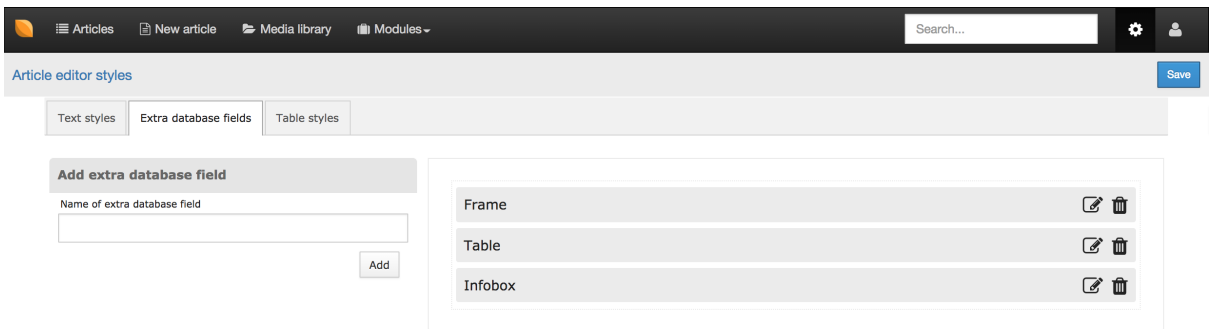 Articles New article Media library Modules Search...
Article editor styles Save
Text styles Extra database fields Table styles
Add extra database field
Name of extra database field
Add
Frame
Table
Infobox